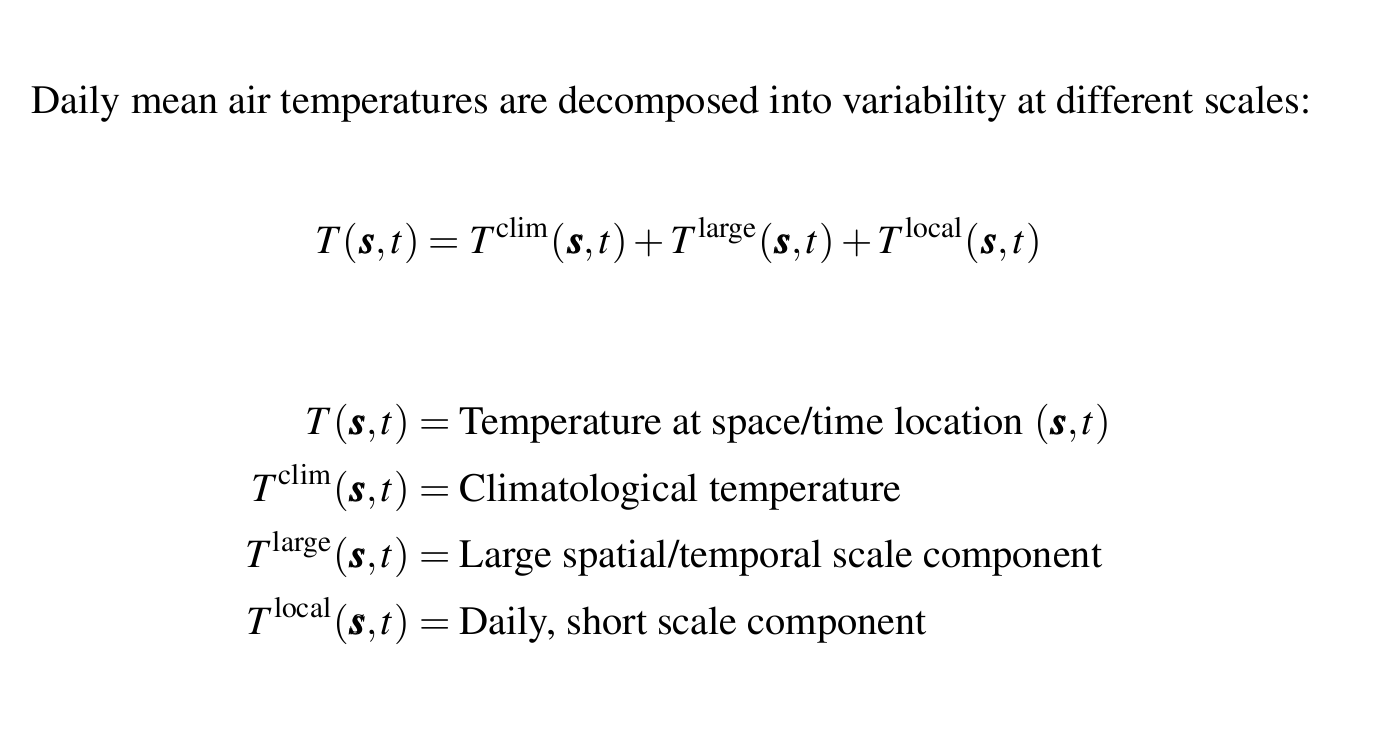 Daily mean air temperatures are decomposed into variability at different scales:
T(s,t) = T^clim(s,t) + T^large(s,t) + T^local(s,t)
T(s,t) = Temperature at space/time location (s,t)
T^clim(s,t) = Climatological temperature
T^large(s,t) = Large spatial/temporal scale component
T^local(s,t) = Daily, short scale component